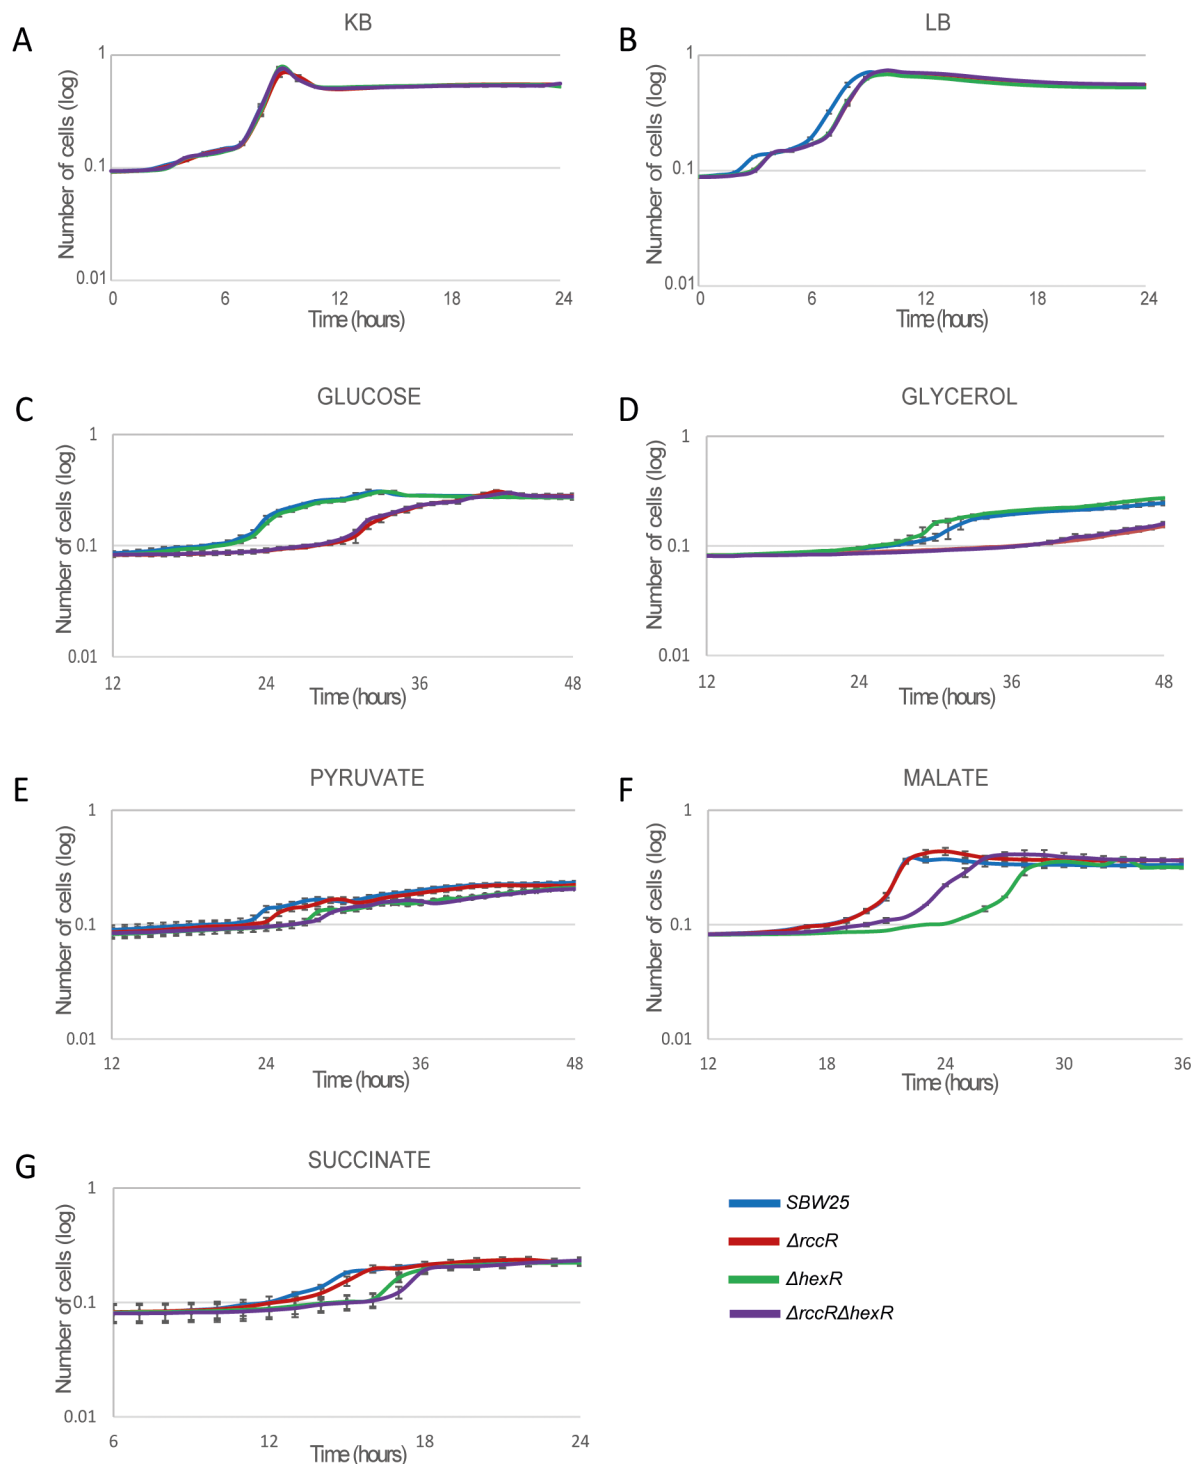 A
KB
Number of cells (log)
1
0.1
0.01
0 6 12 18 24
Time (hours)
B
LB
Number of cells (log)
1
0.1
0.01
0 6 12 18 24
Time (hours)
C
GLUCOSE
Number of cells (log)
1
0.1
0.01
12 24 36 48
Time (hours)
D
GLYCEROL
Number of cells (log)
1
0.1
0.01
12 24 36 48
Time (hours)
E
PYRUVATE
Number of cells (log)
1
0.1
0.01
12 24 36 48
Time (hours)
F
MALATE
Number of cells (log)
1
0.1
0.01
12 18 24 30 36
Time (hours)
G
SUCCINATE
Number of cells (log)
1
0.1
0.01
6 12 18 24
Time (hours)
SBW25
ΔrccR
ΔhexR
ΔrccRΔhexR